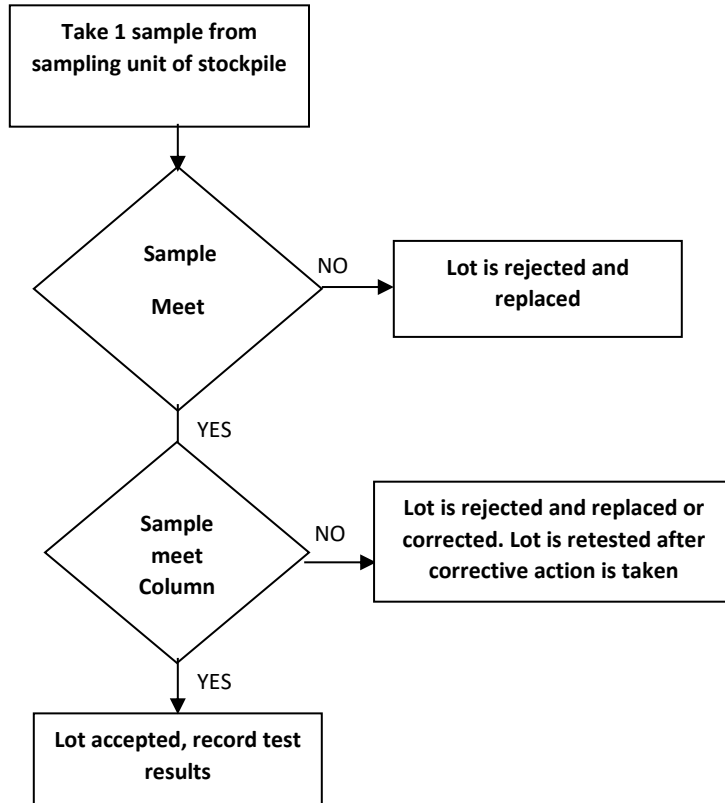 Take 1 sample from
sampling unit of stockpile
Sample
Meet
NO
Lot is rejected and
replaced
YES
Sample
meet
Column
NO
Lot is rejected and replaced or
corrected. Lot is retested after
corrective action is taken
YES
Lot accepted, record test
results